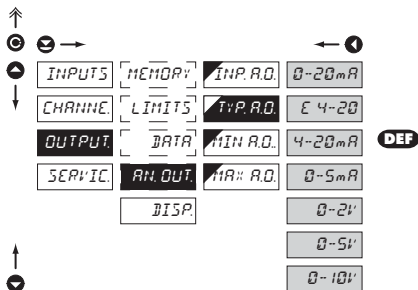 INPUTS MEMORY INP. A.O. 0-20mA
CHANNE. LIMITS TYP. A.O. E 4-20
OUTPUT. DATA MIN A.O. 4-20mA DEF
SERVIC. AN. OUT. MAX A.O. 0-5mA
DISP. 0-2V
0-5V
0-10V